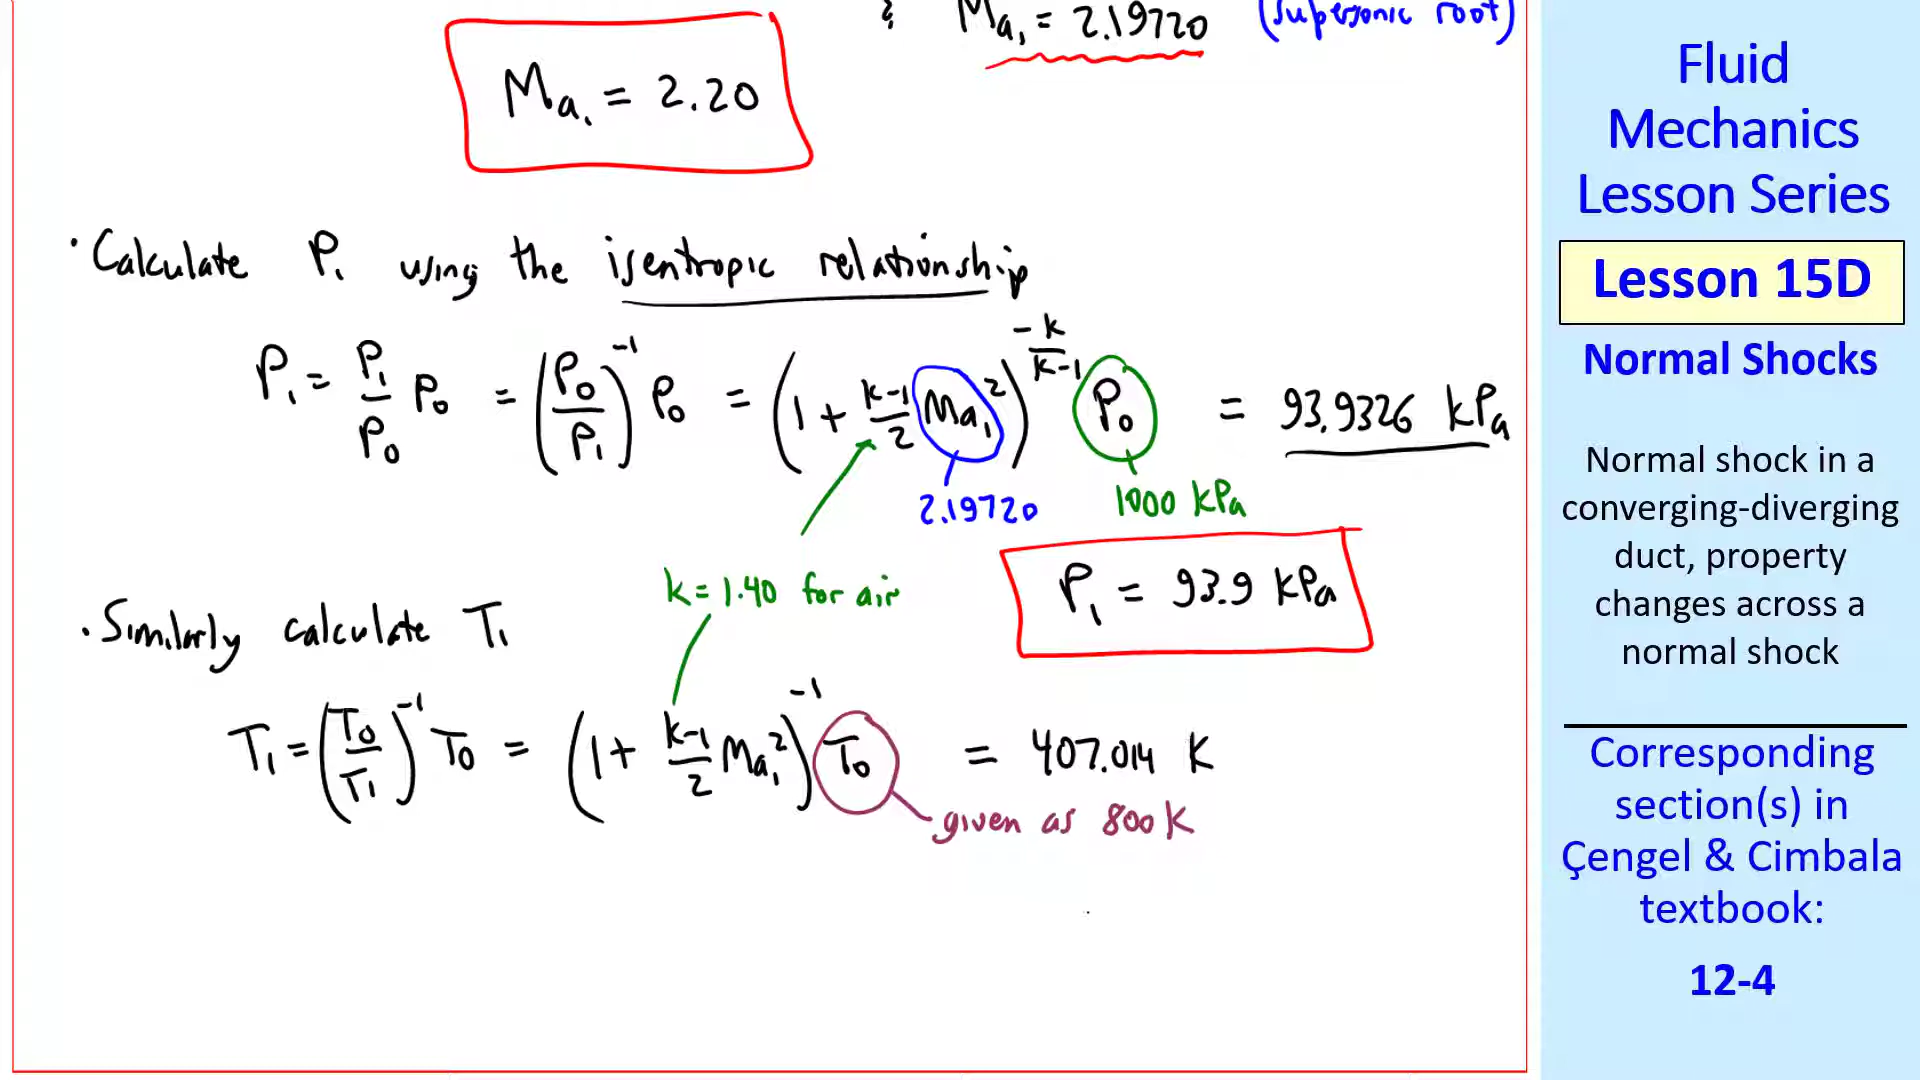 & Ma₁ = 2.19720 (supersonic root)
Ma₁ = 2.20
• Calculate P₁ using the isentropic relationship
P₁ = P₁/P₀ P₀ = (P₀/P₁)⁻¹ P₀ = (1 + k-1/2 Ma₁²)^(-k/k-1) P₀ = 93.9326 kPa
2.19720 1000 kPa
k = 1.40 for air
P₁ = 93.9 kPa
• Similarly calculate T₁
T₁ = (T₀/T₁)⁻¹ T₀ = (1 + k-1/2 Ma₁²)⁻¹ T₀ = 407.014 K
given as 800 K
Fluid
Mechanics
Lesson Series
Lesson 15D
Normal Shocks
Normal shock in a
converging-diverging
duct, property
changes across a
normal shock
Corresponding
section(s) in
Çengel & Cimbala
textbook:
12-4